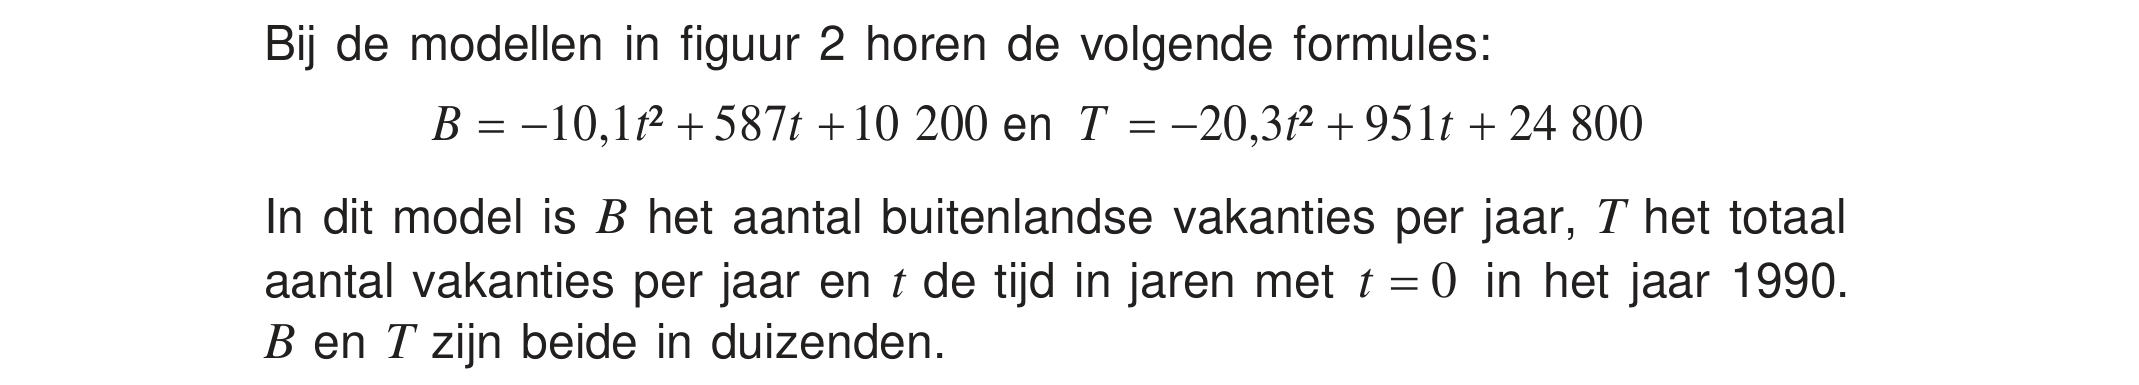 Bij de modellen in figuur 2 horen de volgende formules:
B = −10,1t² + 587t + 10 200 en T = −20,3t² + 951t + 24 800
In dit model is B het aantal buitenlandse vakanties per jaar, T het totaal
aantal vakanties per jaar en t de tijd in jaren met t = 0 in het jaar 1990.
B en T zijn beide in duizenden.